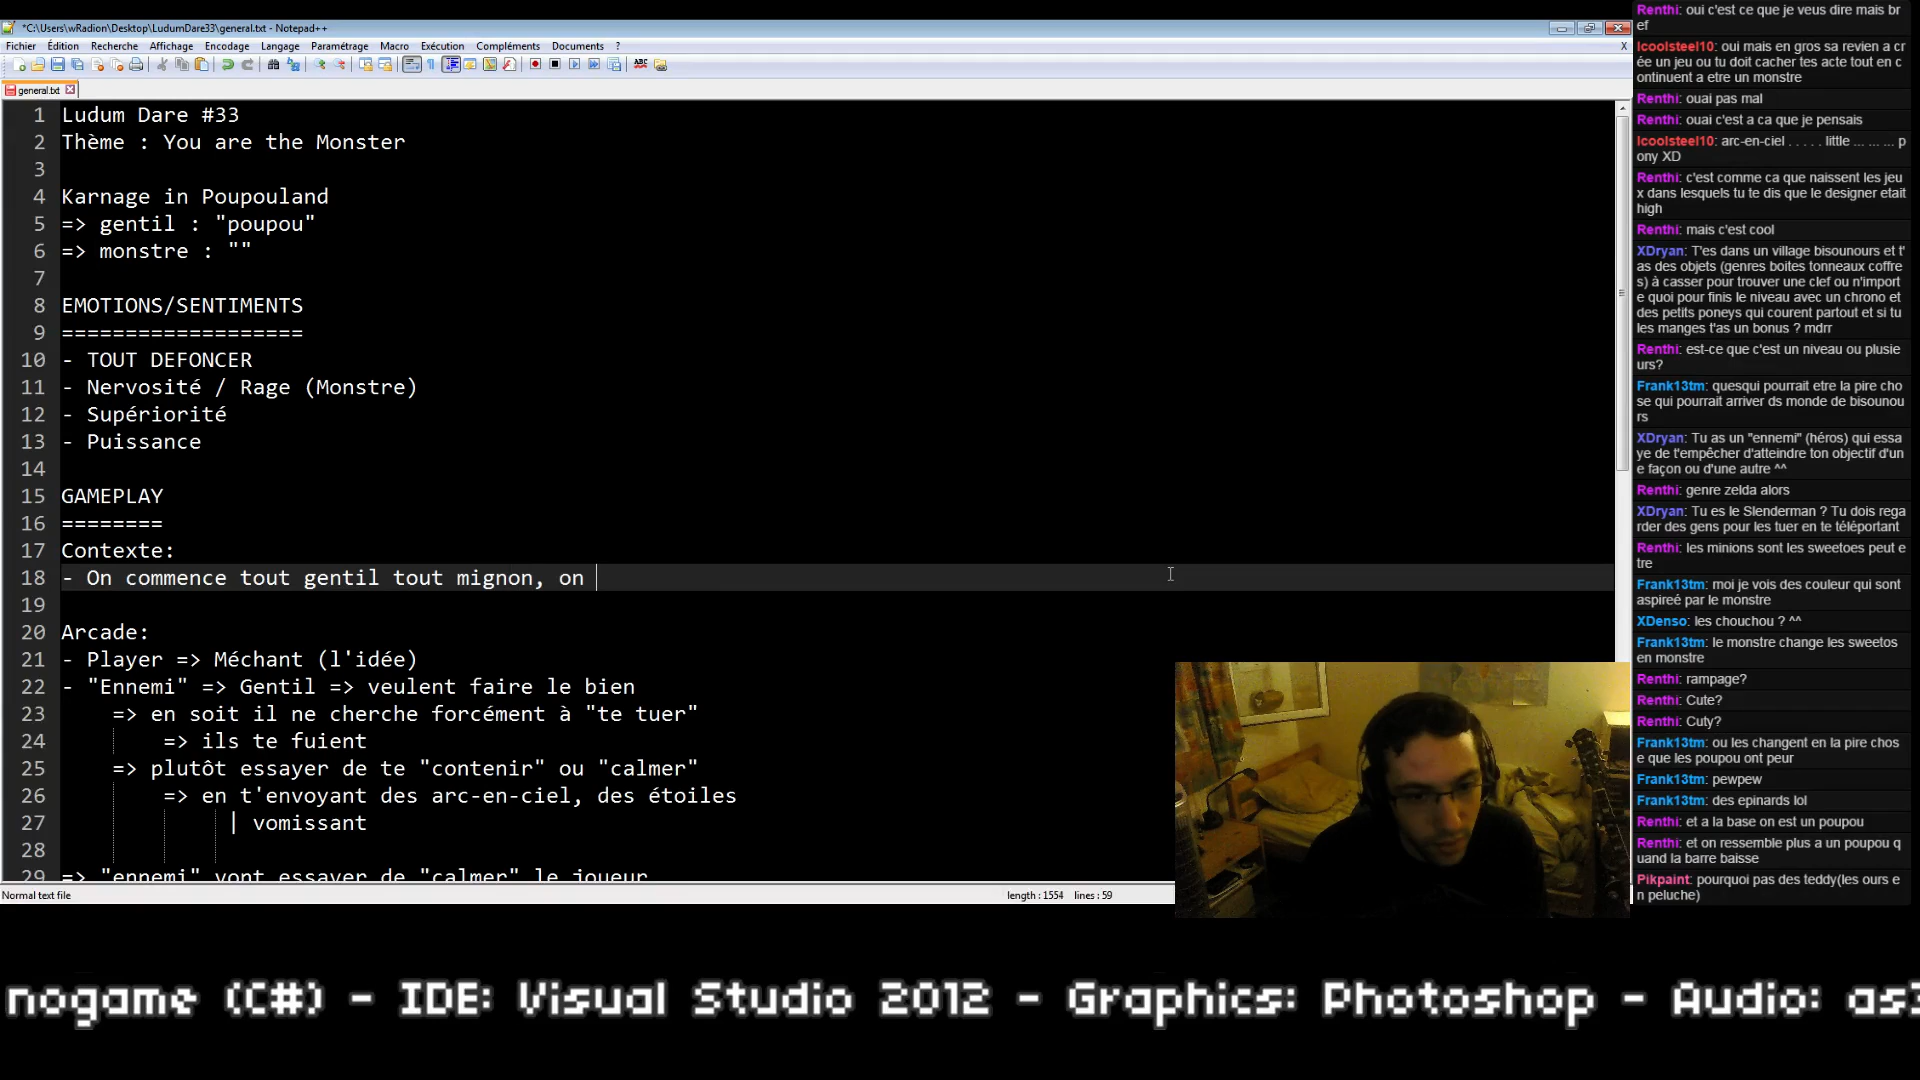 *C:\Users\wRadion\Desktop\LudumDare33\general.txt - Notepad++
Fichier Édition Recherche Affichage Encodage Langage Paramétrage Macro Exécution Compléments Documents ? X
general.txt
1 Ludum Dare #33
2 Thème : You are the Monster
3
4 Karnage in Poupouland
5 => gentil : "poupou"
6 => monstre : ""
7
8 EMOTIONS/SENTIMENTS
9 ===================
10 - TOUT DEFONCER
11 - Nervosité / Rage (Monstre)
12 - Supériorité
13 - Puissance
14
15 GAMEPLAY
16 ========
17 Contexte:
18 - On commence tout gentil tout mignon, on
19
20 Arcade:
21 - Player => Méchant (l'idée)
22 - "Ennemi" => Gentil => veulent faire le bien
23 => en soit il ne cherche forcément à "te tuer"
24 => ils te fuient
25 => plutôt essayer de te "contenir" ou "calmer"
26 => en t'envoyant des arc-en-ciel, des étoiles
27 | vomissant
28
29 => "ennemi" vont essayer de "calmer" le joueur
Normal text file length : 1554 lines : 59
Renthi: oui c'est ce que je veus dire mais br
ef
lcoolsteel10: oui mais en gros sa revien a cr
ée un jeu ou tu doit cacher tes acte tout en c
ontinuent a etre un monstre
Renthi: ouai pas mal
Renthi: ouai c'est a ca que je pensais
lcoolsteel10: arc-en-ciel . . . . . little ... ... ... p
ony XD
Renthi: c'est comme ca que naissent les jeu
x dans lesquels tu te dis que le designer etait
high
Renthi: mais c'est cool
XDryan: T'es dans un village bisounours et t'
as des objets (genres boites tonneaux coffre
s) à casser pour trouver une clef ou n'import
e quoi pour finis le niveau avec un chrono et
des petits poneys qui courent partout et si tu
les manges t'as un bonus ? mdrr
Renthi: est-ce que c'est un niveau ou plusie
urs?
Frank13tm: quesqui pourrait etre la pire cho
se qui pourrait arriver ds monde de bisounou
rs
XDryan: Tu as un "ennemi" (héros) qui essa
ye de t'empêcher d'atteindre ton objectif d'un
e façon ou d'une autre ^^
Renthi: genre zelda alors
XDryan: Tu es le Slenderman ? Tu dois rega
rder des gens pour les tuer en te téléportant
Renthi: les minions sont les sweetoes peut e
tre
Frank13tm: moi je vois des couleur qui sont
aspireé par le monstre
XDenso: les chouchou ? ^^
Frank13tm: le monstre change les sweetos
en monstre
Renthi: rampage?
Renthi: Cute?
Renthi: Cuty?
Frank13tm: ou les changent en la pire chos
e que les poupou ont peur
Frank13tm: pewpew
Frank13tm: des epinards lol
Renthi: et a la base on est un poupou
Renthi: et on ressemble plus a un poupou q
uand la barre baisse
Pikpaint: pourquoi pas des teddy(les ours e
n peluche)
nogame (C#) - IDE: Visual Studio 2012 - Graphics: Photoshop - Audio: as3